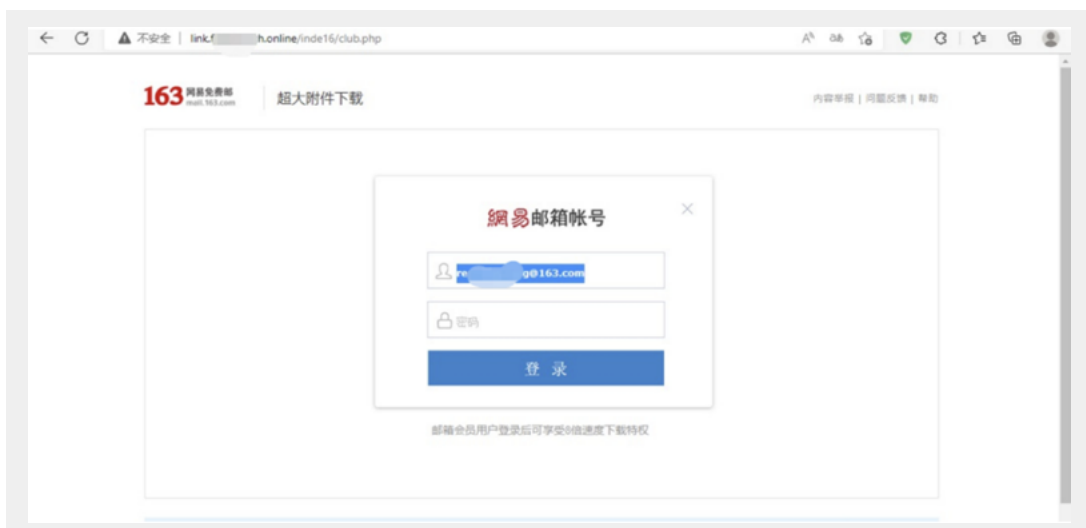 不安全 | link.f h.online/inde16/club.php
163 网易免费邮
mail.163.com
超大附件下载
内容举报 | 问题反馈 | 帮助
網易邮箱帐号
re g@163.com
密码
登 录
邮箱会员用户登录后可享受8倍速度下载特权